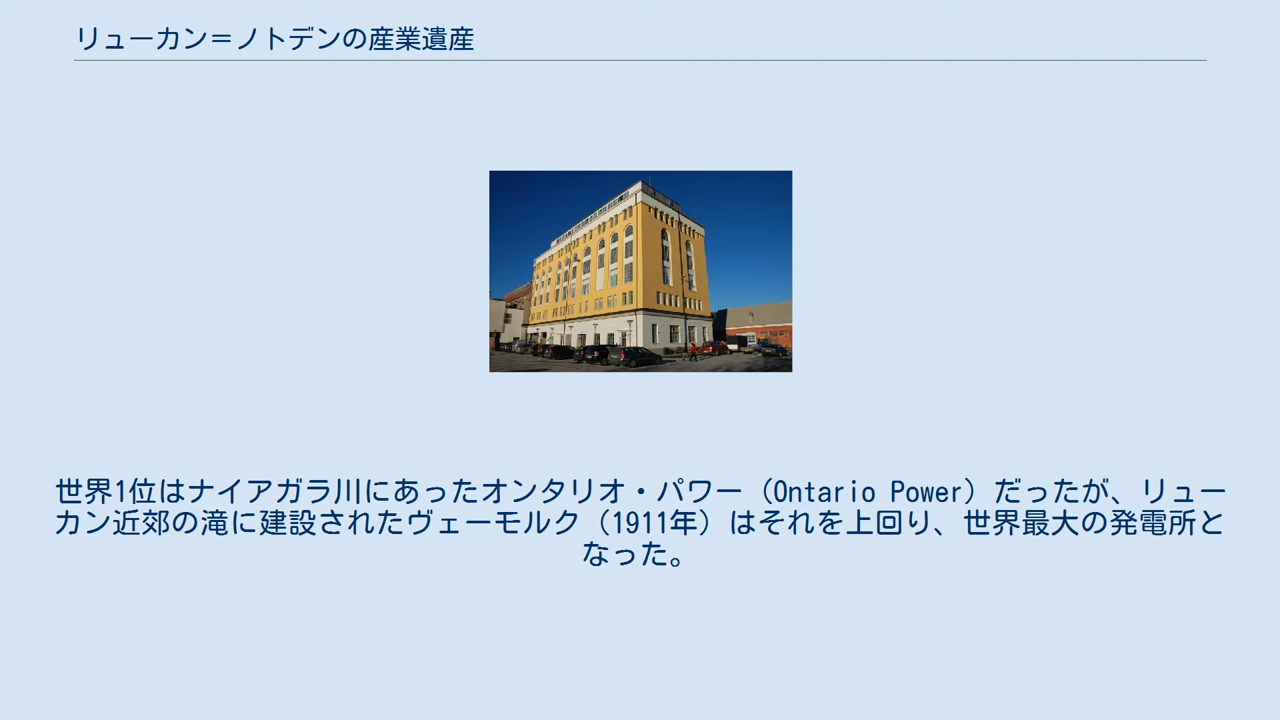 リューカン＝ノトデンの産業遺産
世界1位はナイアガラ川にあったオンタリオ・パワー（Ontario Power）だったが、リュー
カン近郊の滝に建設されたヴェーモルク（1911年）はそれを上回り、世界最大の発電所と
なった。